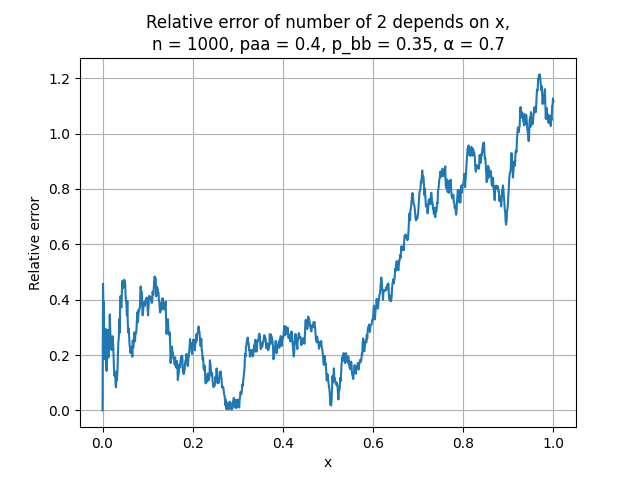 Relative error of number of 2 depends on x,
n = 1000, paa = 0.4, p_bb = 0.35, α = 0.7
1.2
1.0
0.8
0.6
0.4
0.2
0.0
Relative error
0.0 0.2 0.4 0.6 0.8 1.0
x